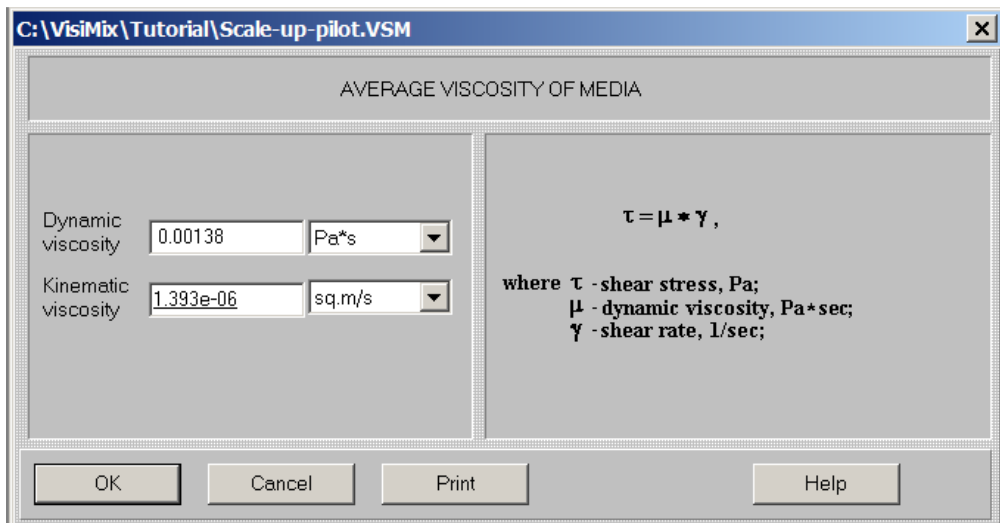 C:\VisiMix\Tutorial\Scale-up-pilot.VSM
AVERAGE VISCOSITY OF MEDIA
Dynamic
viscosity
0.00138 Pa*s
Kinematic
viscosity
1.393e-06 sq.m/s
τ = μ * γ ,
where τ - shear stress, Pa;
μ - dynamic viscosity, Pa*sec;
γ - shear rate, 1/sec;
OK Cancel Print Help